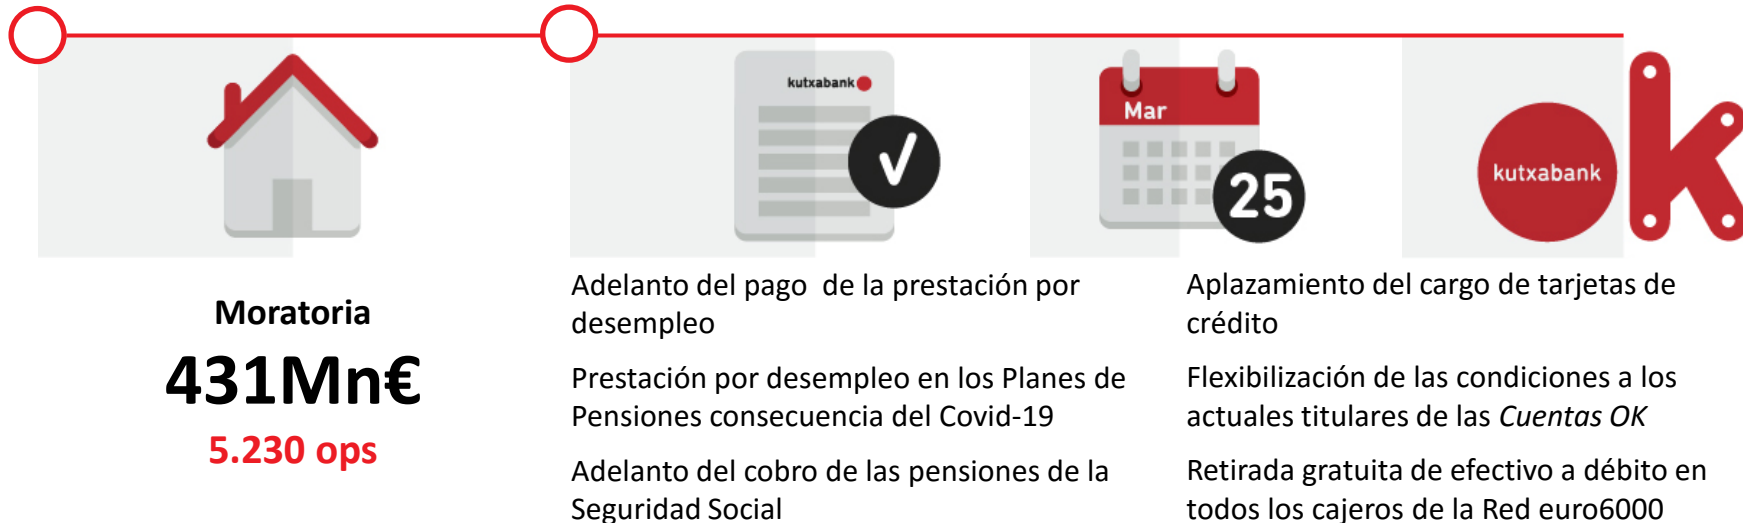 kutxabank
Mar
25
kutxabank
k
Moratoria
431Mn€
5.230 ops
Adelanto del pago de la prestación por
desempleo
Prestación por desempleo en los Planes de
Pensiones consecuencia del Covid-19
Adelanto del cobro de las pensiones de la
Seguridad Social
Aplazamiento del cargo de tarjetas de
crédito
Flexibilización de las condiciones a los
actuales titulares de las Cuentas OK
Retirada gratuita de efectivo a débito en
todos los cajeros de la Red euro6000